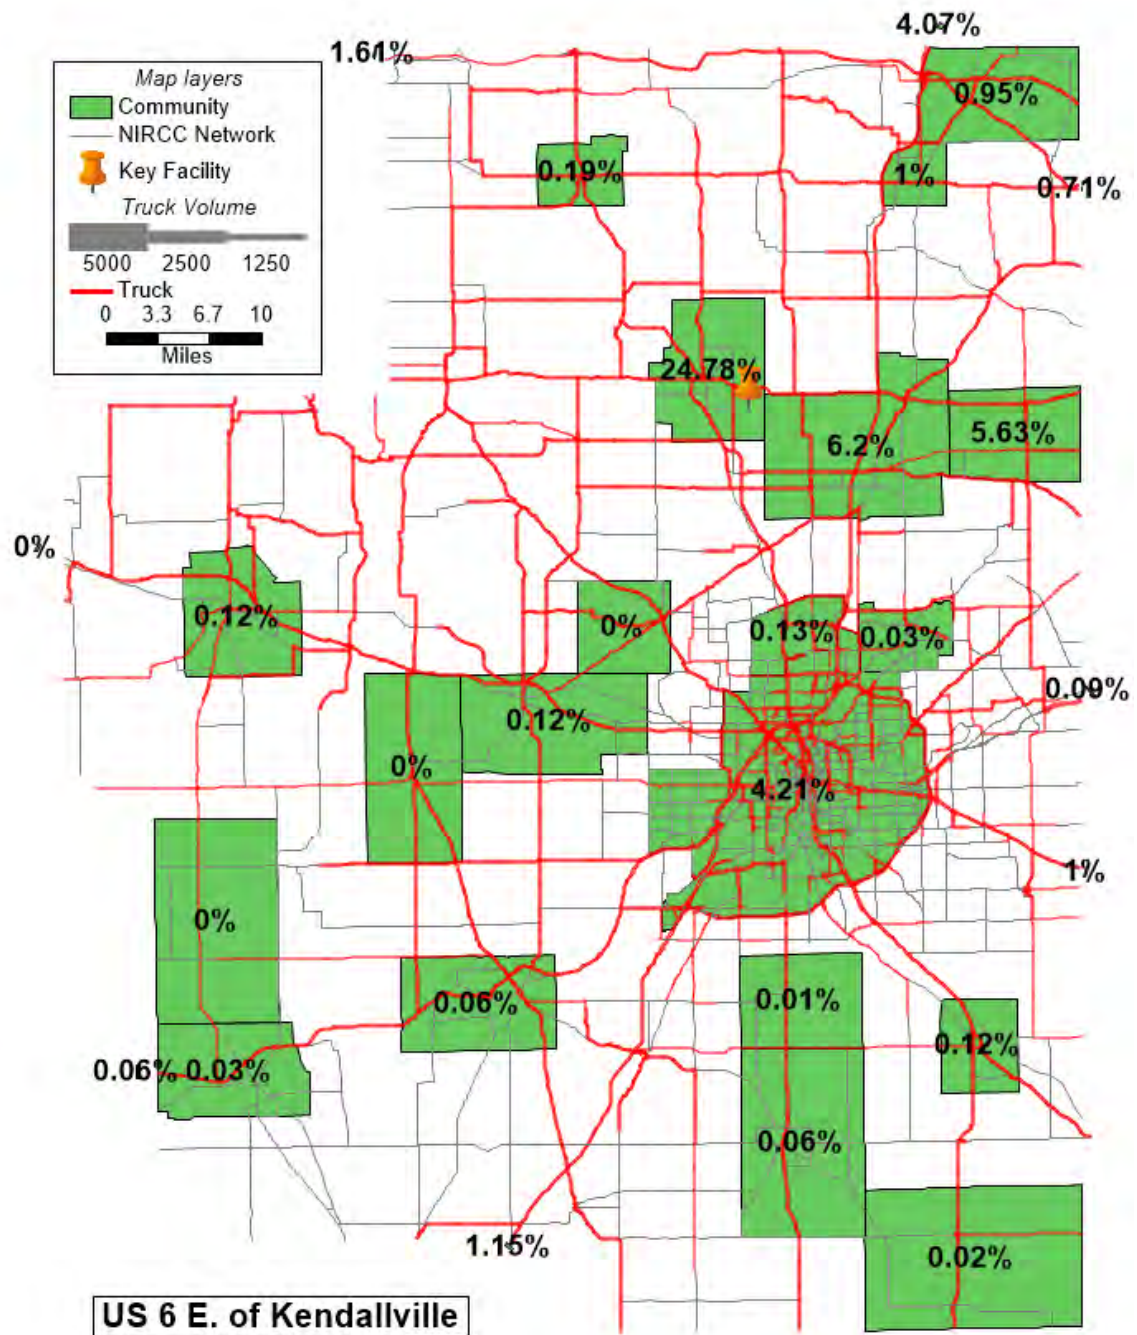 4.07%
1.61%
Map layers
Community
NIRCC Network
Key Facility
Truck Volume
5000 2500 1250
Truck
0 3.3 6.7 10
Miles
0.95%
0.19%
1%
0.71%
24.78%
6.2%
5.63%
0%
0.12%
0%
0.13%
0.03%
0.09%
0.12%
0%
4.21%
1%
0%
0.06%
0.01%
0.12%
0.06% 0.03%
0.06%
1.15%
0.02%
US 6 E. of Kendallville